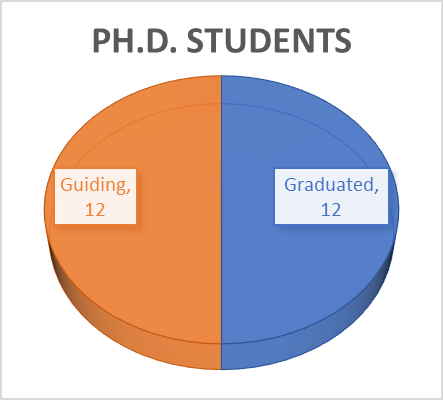 PH.D. STUDENTS
Guiding,
12
Graduated,
12